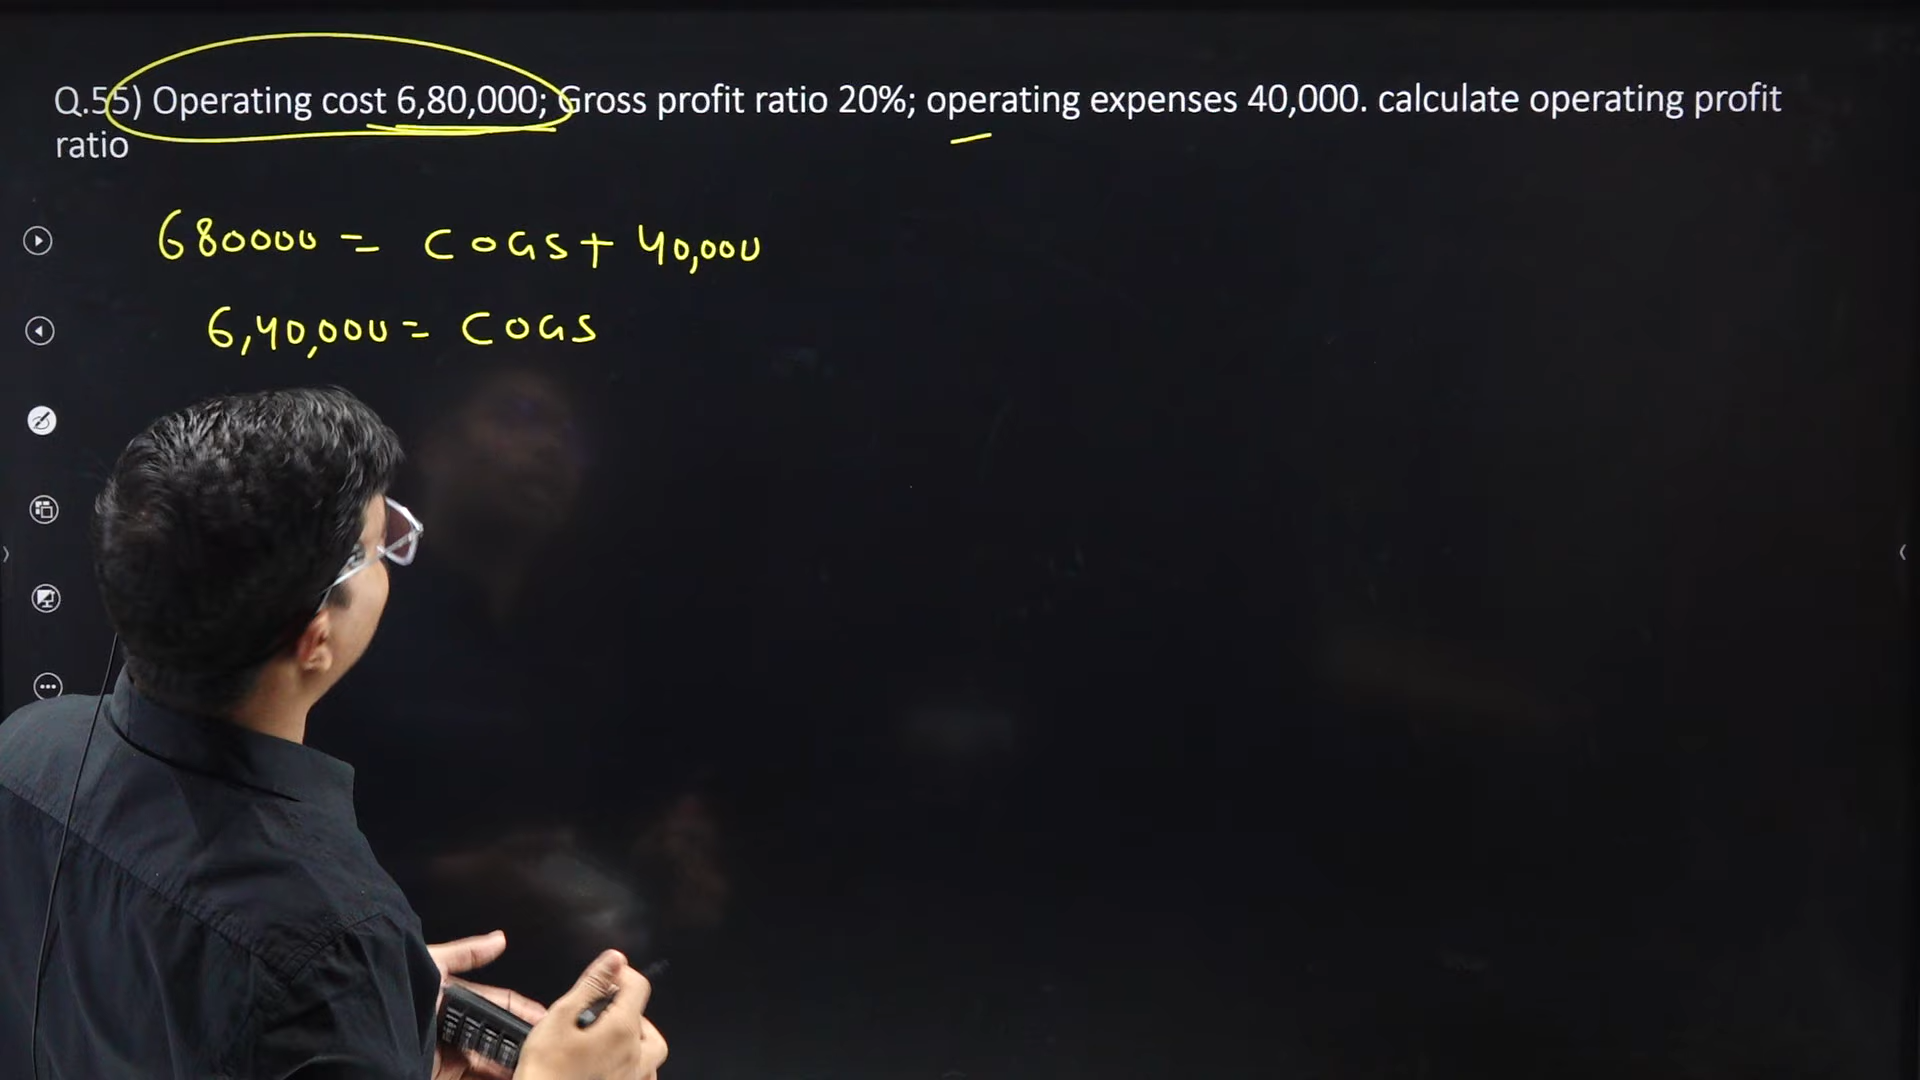 Q.55) Operating cost 6,80,000; Gross profit ratio 20%; operating expenses 40,000. calculate operating profit
ratio
680000 = COGS + 40,000
6,40,000 = COGS